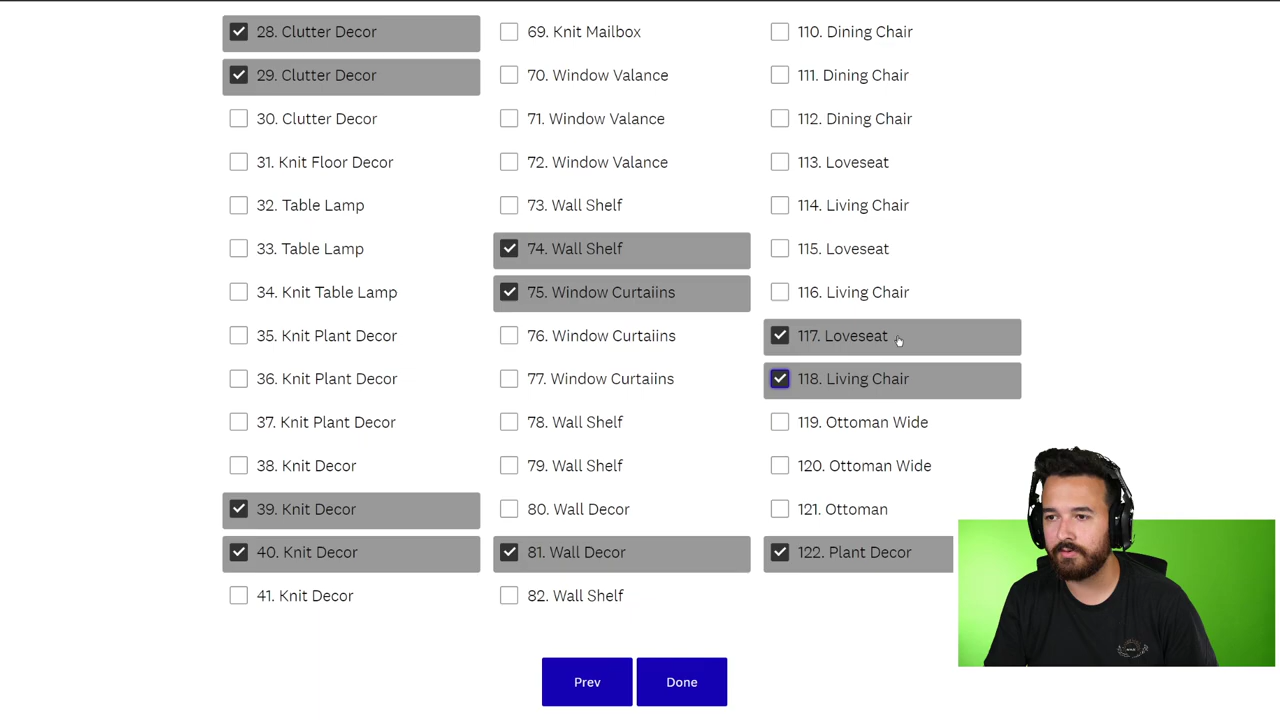 28. Clutter Decor
29. Clutter Decor
30. Clutter Decor
31. Knit Floor Decor
32. Table Lamp
33. Table Lamp
34. Knit Table Lamp
35. Knit Plant Decor
36. Knit Plant Decor
37. Knit Plant Decor
38. Knit Decor
39. Knit Decor
40. Knit Decor
41. Knit Decor
69. Knit Mailbox
70. Window Valance
71. Window Valance
72. Window Valance
73. Wall Shelf
74. Wall Shelf
75. Window Curtaiins
76. Window Curtaiins
77. Window Curtaiins
78. Wall Shelf
79. Wall Shelf
80. Wall Decor
81. Wall Decor
82. Wall Shelf
110. Dining Chair
111. Dining Chair
112. Dining Chair
113. Loveseat
114. Living Chair
115. Loveseat
116. Living Chair
117. Loveseat
118. Living Chair
119. Ottoman Wide
120. Ottoman Wide
121. Ottoman
122. Plant Decor
Prev
Done